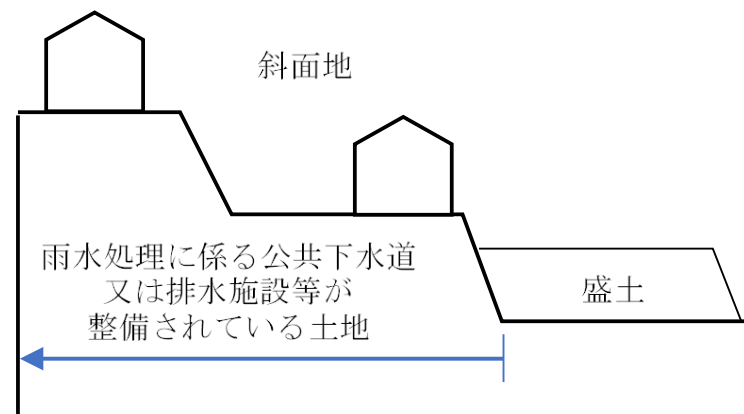 斜面地
雨水処理に係る公共下水道
又は排水施設等が
整備されている土地
盛土